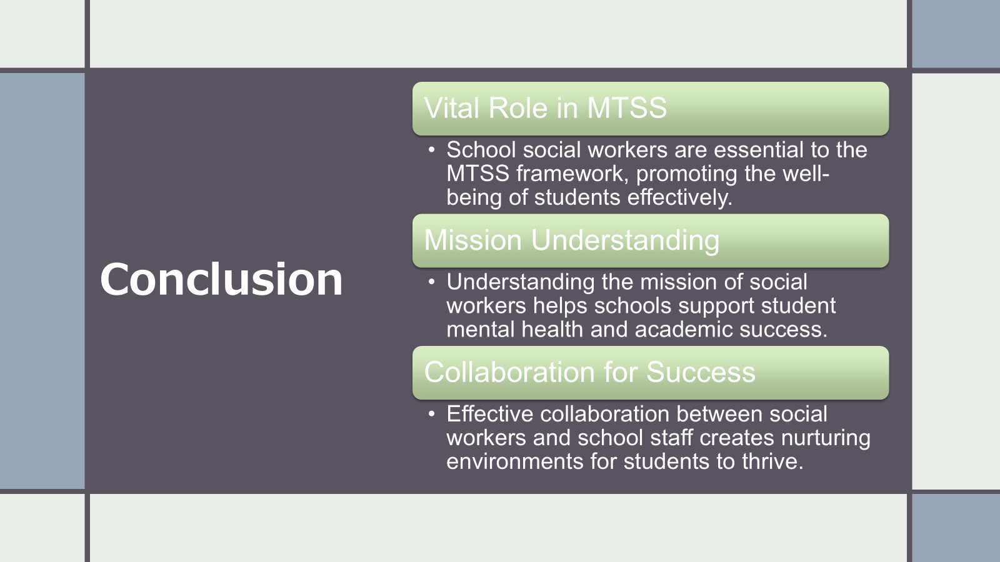 Conclusion
Vital Role in MTSS
• School social workers are essential to the
MTSS framework, promoting the well-
being of students effectively.
Mission Understanding
• Understanding the mission of social
workers helps schools support student
mental health and academic success.
Collaboration for Success
• Effective collaboration between social
workers and school staff creates nurturing
environments for students to thrive.